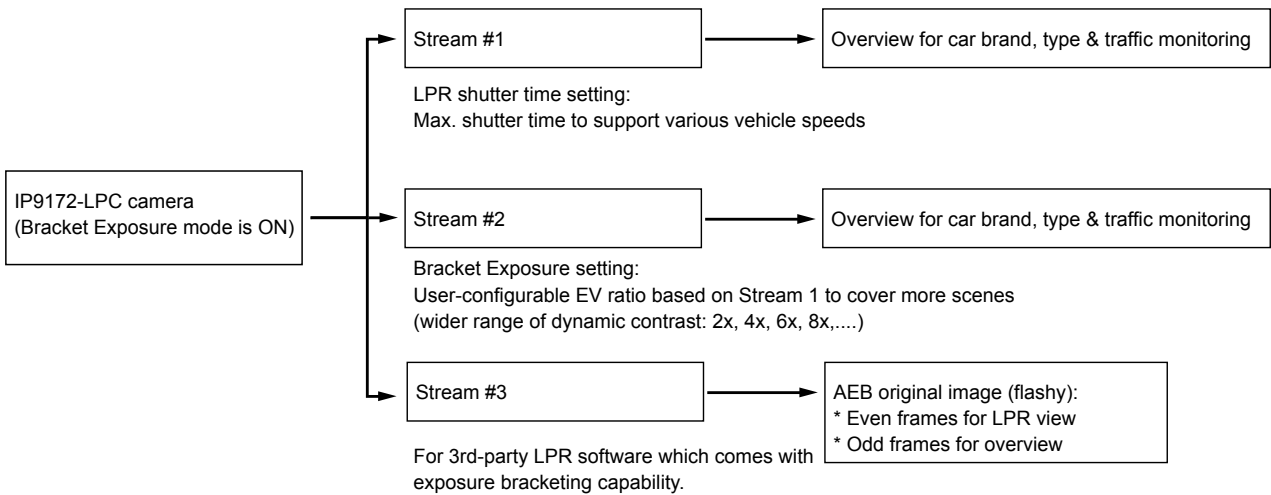 Stream #1
Overview for car brand, type & traffic monitoring
LPR shutter time setting:
Max. shutter time to support various vehicle speeds
IP9172-LPC camera
(Bracket Exposure mode is ON)
Stream #2
Overview for car brand, type & traffic monitoring
Bracket Exposure setting:
User-configurable EV ratio based on Stream 1 to cover more scenes
(wider range of dynamic contrast: 2x, 4x, 6x, 8x,....)
Stream #3
AEB original image (flashy):
* Even frames for LPR view
* Odd frames for overview
For 3rd-party LPR software which comes with
exposure bracketing capability.